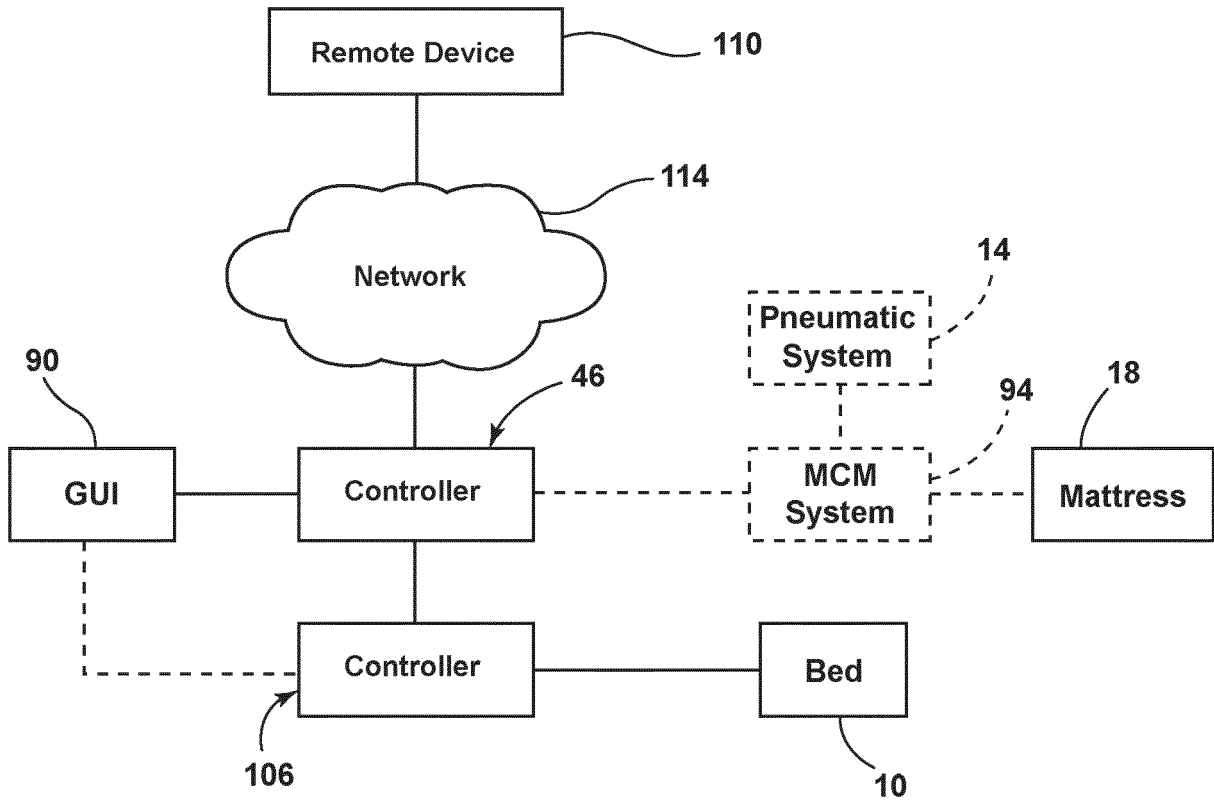 Remote Device
110
114
Network
14
Pneumatic
System
90
46
94
18
GUI
Controller
MCM
System
Mattress
Controller
Bed
106
10